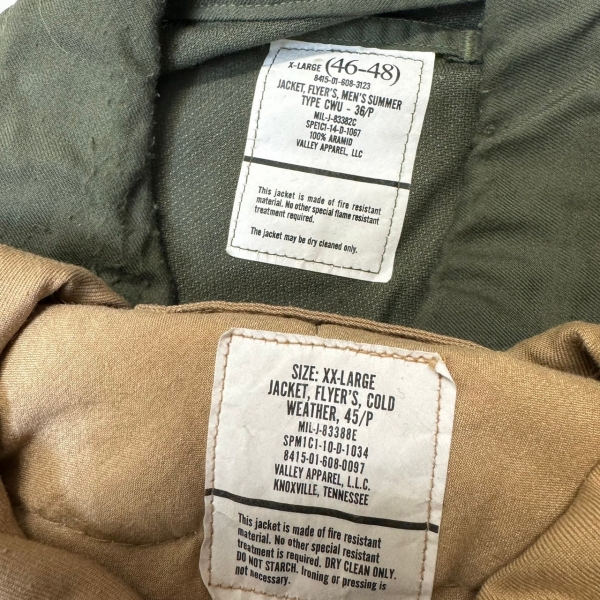 X-LARGE (46-48)
8415-01-608-3123
JACKET, FLYER'S, MEN'S SUMMER
TYPE CWU - 36/P
MIL-J-83382C
SPE1C1-14-D-1067
100% ARAMID
VALLEY APPAREL, LLC
This jacket is made of fire resistant
material. No other special flame resistant
treatment required.
The jacket may be dry cleaned only.
SIZE: XX-LARGE
JACKET, FLYER'S, COLD
WEATHER, 45/P
MIL-J-83388E
SPM1C1-10-D-1034
8415-01-608-0097
VALLEY APPAREL, L.L.C.
KNOXVILLE, TENNESSEE
This jacket is made of fire resistant
material. No other special resistant
treatment is required. DRY CLEAN ONLY.
DO NOT STARCH. Ironing or pressing is
not necessary.